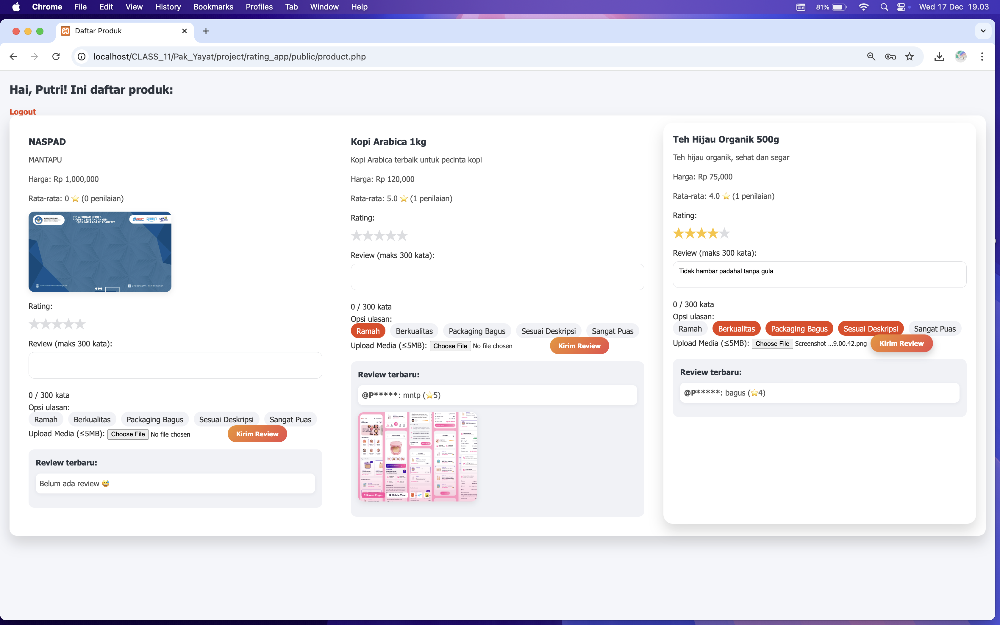 Chrome File Edit View History Bookmarks Profiles Tab Window Help 81% Wed 17 Dec 19.03
Daftar Produk
localhost/CLASS_11/Pak_Yayat/project/rating_app/public/product.php
Hai, Putri! Ini daftar produk:
Logout
NASPAD
MANTAPU
Harga: Rp 1,000,000
Rata-rata: 0 ⭐ (0 penilaian)
WEBINAR SERIES
PENGEMBANGAN GIM
BERSAMA AGATE ACADEMY
DIREKTORAT SMK
RAMAH
Rating:
★★★★★
Review (maks 300 kata):
0 / 300 kata
Opsi ulasan:
Ramah Berkualitas Packaging Bagus Sesuai Deskripsi Sangat Puas
Upload Media (≤5MB): Choose File No file chosen Kirim Review
Review terbaru:
Belum ada review 😅
Kopi Arabica 1kg
Kopi Arabica terbaik untuk pecinta kopi
Harga: Rp 120,000
Rata-rata: 5.0 ⭐ (1 penilaian)
Rating:
★★★★★
Review (maks 300 kata):
0 / 300 kata
Opsi ulasan:
Ramah Berkualitas Packaging Bagus Sesuai Deskripsi Sangat Puas
Upload Media (≤5MB): Choose File No file chosen Kirim Review
Review terbaru:
@P*****: mntp (⭐5)
9 Screen Pages
Mobile View
Teh Hijau Organik 500g
Teh hijau organik, sehat dan segar
Harga: Rp 75,000
Rata-rata: 4.0 ⭐ (1 penilaian)
Rating:
★★★★★
Review (maks 300 kata):
Tidak hambar padahal tanpa gula
0 / 300 kata
Opsi ulasan:
Ramah Berkualitas Packaging Bagus Sesuai Deskripsi Sangat Puas
Upload Media (≤5MB): Choose File Screenshot ...9.00.42.png Kirim Review
Review terbaru:
@P*****: bagus (⭐4)